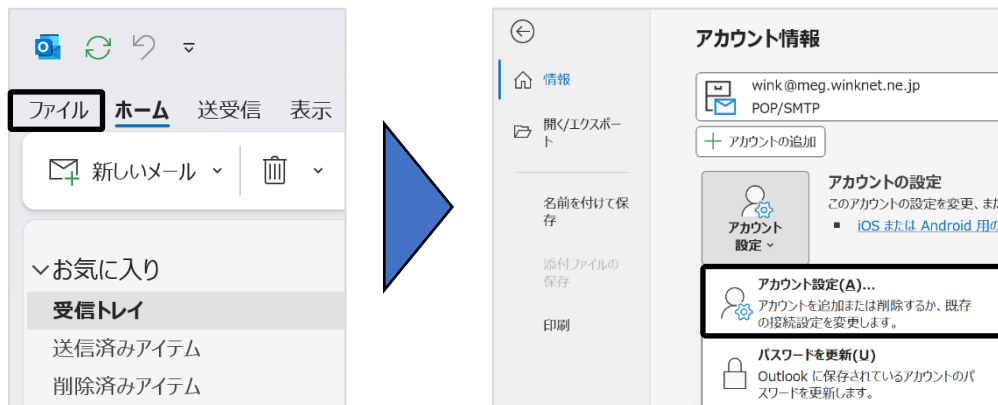 ファイル ホーム 送受信 表示
新しいメール
お気に入り
受信トレイ
送信済みアイテム
削除済みアイテム
アカウント情報
情報
開く/エクスポー
ト
名前を付けて保
存
添付ファイルの
保存
印刷
wink@meg.winknet.ne.jp
POP/SMTP
アカウントの追加
アカウント
設定
アカウントの設定
このアカウントの設定を変更、また
iOS または Android 用の
アカウント設定(A)...
アカウントを追加または削除するか、既存
の接続設定を変更します。
パスワードを更新(U)
Outlook に保存されているアカウントのパ
スワードを更新します。